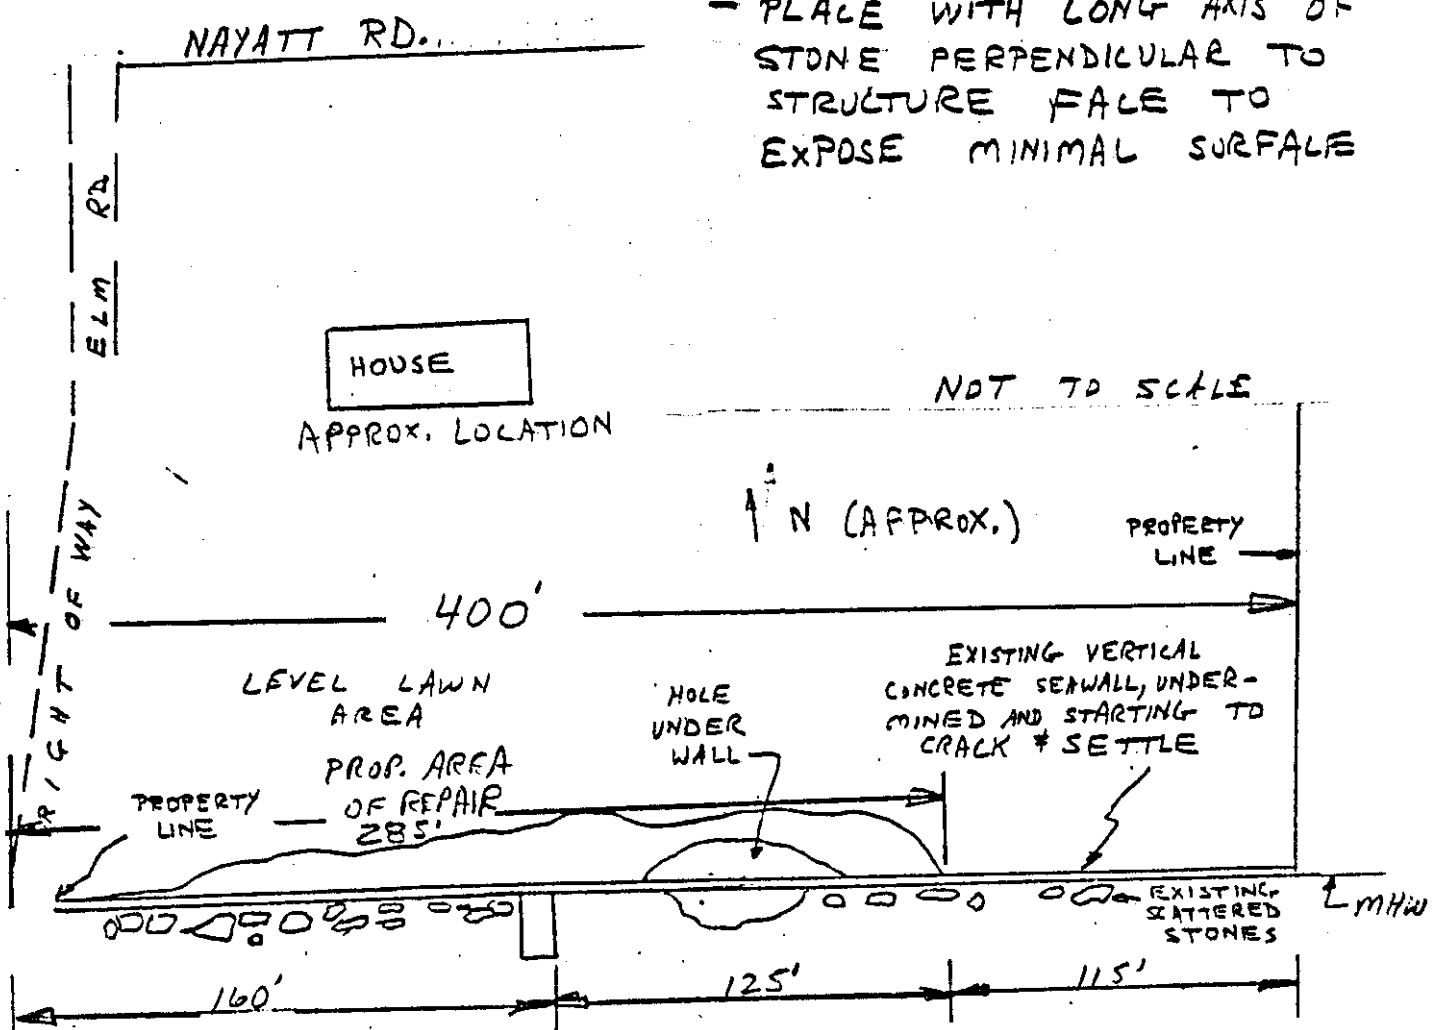 NAYATT RD.
- PLACE WITH LONG AXIS OF
STONE PERPENDICULAR TO
STRUCTURE FACE TO
EXPOSE MINIMAL SURFACE
ELM RD
HOUSE
APPROX. LOCATION
NOT TO SCALE
N (APPROX.)
PROPERTY
LINE
RIGHT OF WAY
400'
LEVEL LAWN
AREA
HOLE
UNDER
WALL
EXISTING VERTICAL
CONCRETE SEAWALL, UNDER-
MINED AND STARTING TO
CRACK & SETTLE
PROPERTY
LINE
PROP. AREA
OF REPAIR
285'
EXISTING
SCATTERED
STONES
MHW
160'
125'
115'